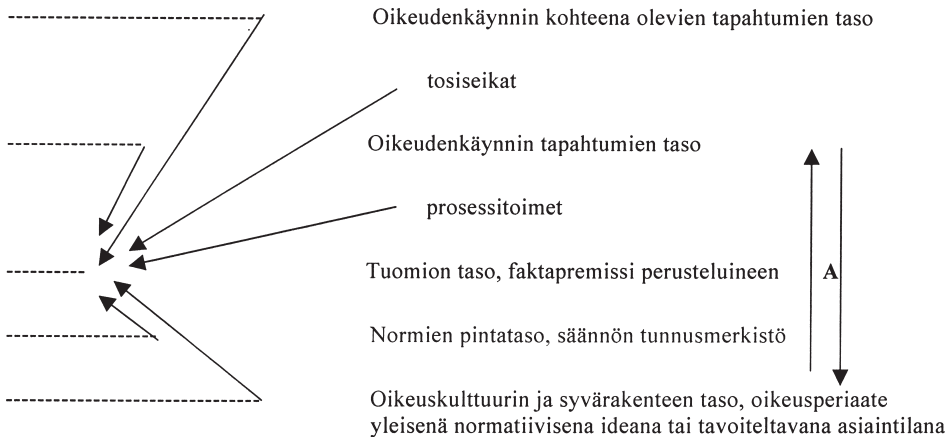 Oikeudenkäynnin kohteena olevien tapahtumien taso
tosiseikat
Oikeudenkäynnin tapahtumien taso
prosessitoimet
Tuomion taso, faktapremissi perusteluineen
A
Normien pintataso, säännön tunnusmerkistö
Oikeuskulttuurin ja syvärakenteen taso, oikeusperiaate
yleisenä normatiivisena ideana tai tavoiteltavana asiaintilana